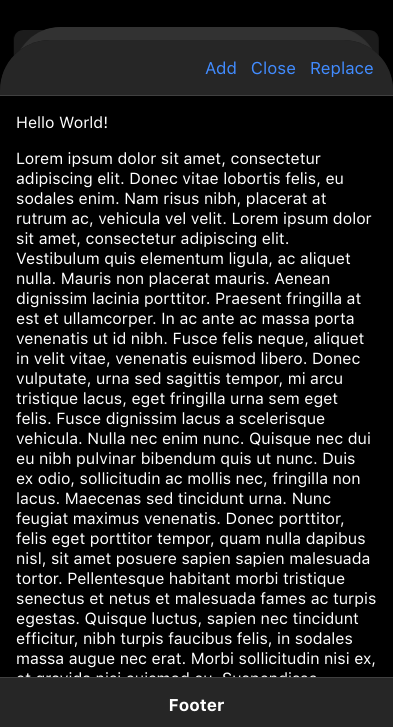 Add Close Replace
Hello World!
Lorem ipsum dolor sit amet, consectetur
adipiscing elit. Donec vitae lobortis felis, eu
sodales enim. Nam risus nibh, placerat at
rutrum ac, vehicula vel velit. Lorem ipsum dolor
sit amet, consectetur adipiscing elit.
Vestibulum quis elementum ligula, ac aliquet
nulla. Mauris non placerat mauris. Aenean
dignissim lacinia porttitor. Praesent fringilla at
est et ullamcorper. In ac ante ac massa porta
venenatis ut id nibh. Fusce felis neque, aliquet
in velit vitae, venenatis euismod libero. Donec
vulputate, urna sed sagittis tempor, mi arcu
tristique lacus, eget fringilla urna sem eget
felis. Fusce dignissim lacus a scelerisque
vehicula. Nulla nec enim nunc. Quisque nec dui
eu nibh pulvinar bibendum quis ut nunc. Duis
ex odio, sollicitudin ac mollis nec, fringilla non
lacus. Maecenas sed tincidunt urna. Nunc
feugiat maximus venenatis. Donec porttitor,
felis eget porttitor tempor, quam nulla dapibus
nisl, sit amet posuere sapien sapien malesuada
tortor. Pellentesque habitant morbi tristique
senectus et netus et malesuada fames ac turpis
egestas. Quisque luctus, sapien nec tincidunt
efficitur, nibh turpis faucibus felis, in sodales
massa augue nec erat. Morbi sollicitudin nisi ex,
Footer